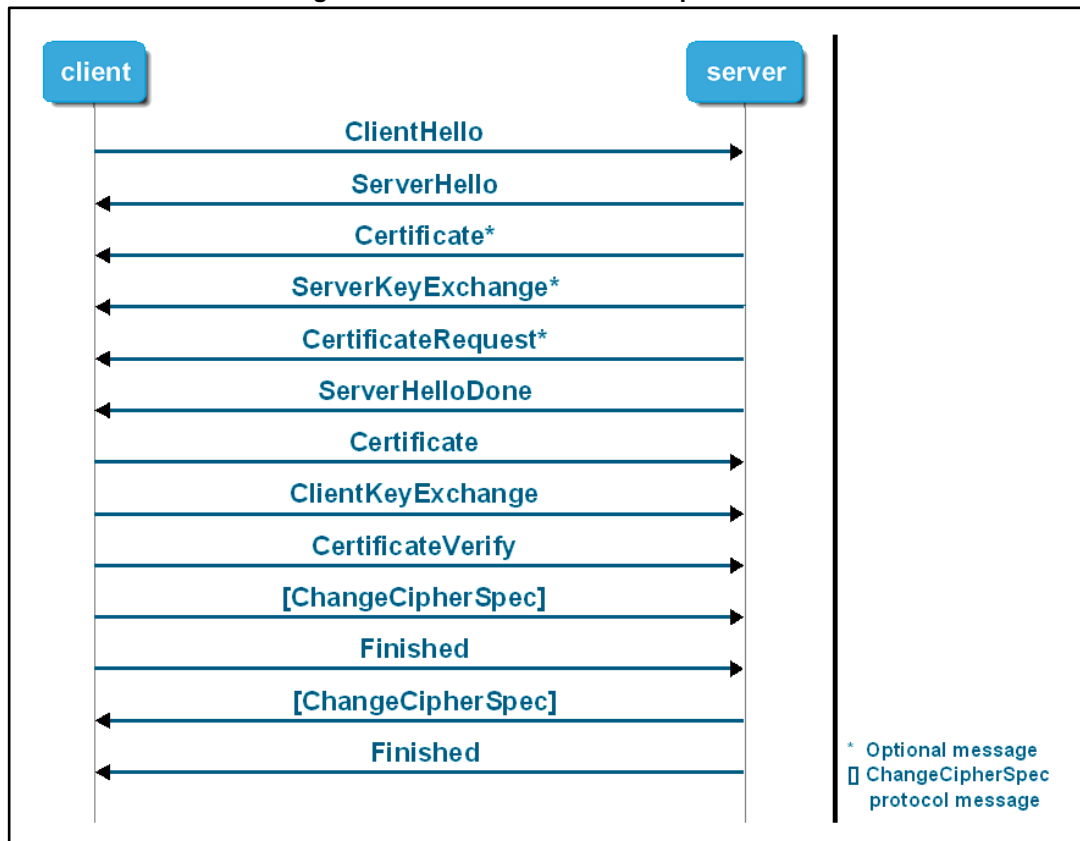 client
server
ClientHello
ServerHello
Certificate*
ServerKeyExchange*
CertificateRequest*
ServerHelloDone
Certificate
ClientKeyExchange
CertificateVerify
[ChangeCipherSpec]
Finished
[ChangeCipherSpec]
Finished
* Optional message
[] ChangeCipherSpec
protocol message